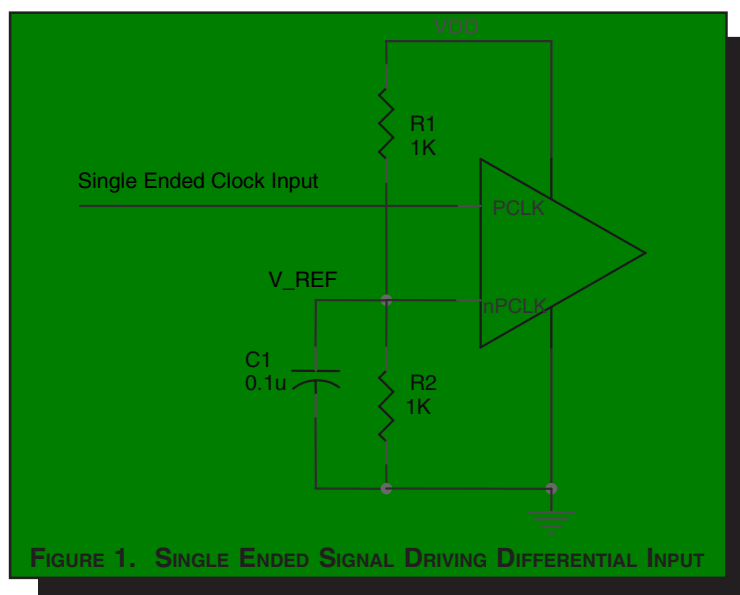 VDD
R1
1K
Single Ended Clock Input
PCLK
V_REF
nPCLK
C1
0.1u
R2
1K
FIGURE 1. SINGLE ENDED SIGNAL DRIVING DIFFERENTIAL INPUT